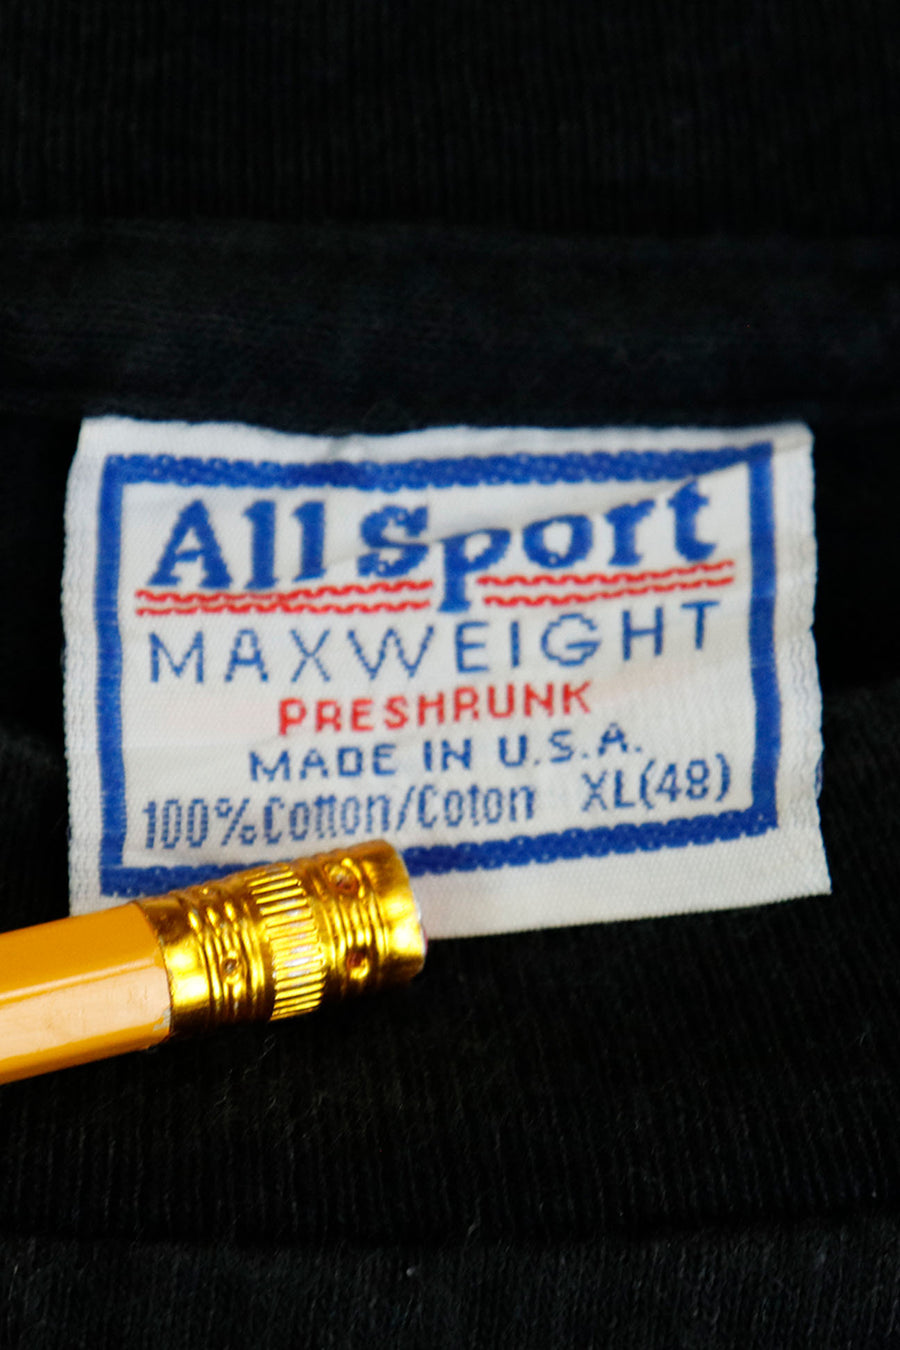 All Sport
MAXWEIGHT
PRESHRUNK
MADE IN U.S.A.
100% Cotton/Coton XL(48)